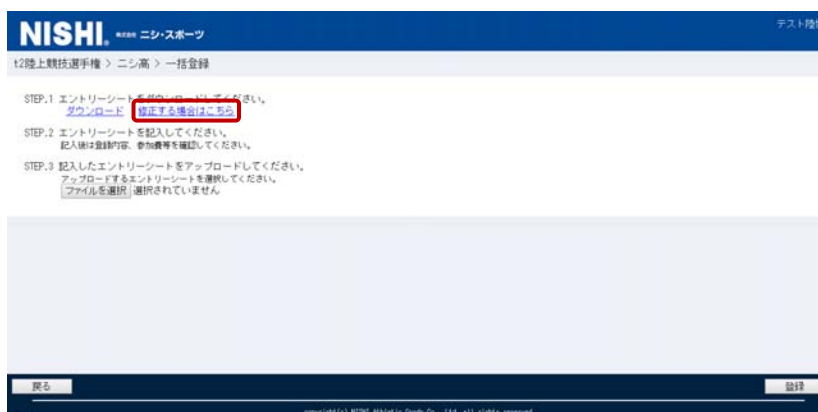 NISHI® 株式会社 ニシ・スポーツ
テスト陸
t2陸上競技選手権 > ニシ高 > 一括登録
STEP.1 エントリーシートをダウンロードしてください。
ダウンロード 修正する場合はこちら
STEP.2 エントリーシートを記入してください。
記入後は登録内容、参加費等を確認してください。
STEP.3 記入したエントリーシートをアップロードしてください。
アップロードするエントリーシートを選択してください。
ファイルを選択 選択されていません
戻る
登録
copyright(c) NISHI Athletic Goods Co., Ltd. all rights reserved.